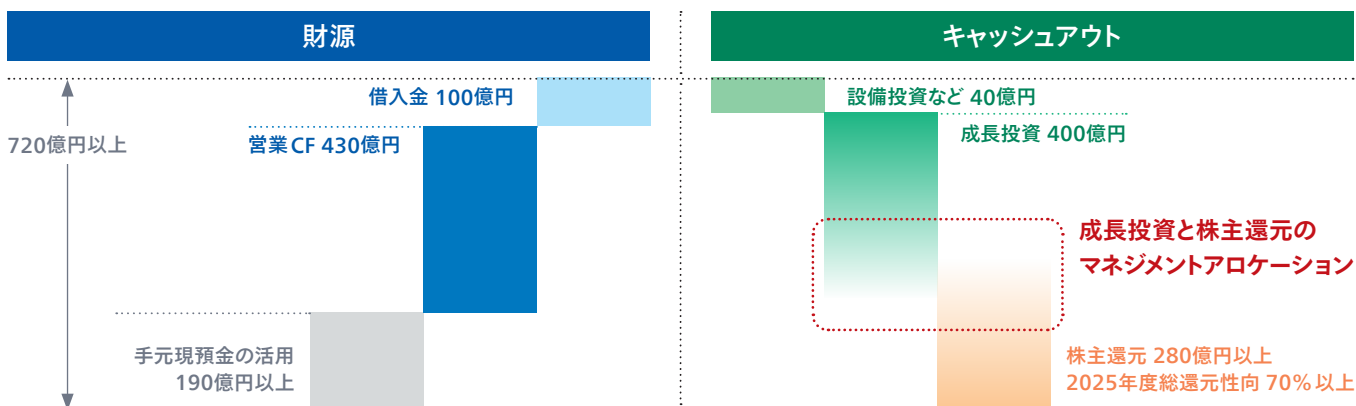 財源
キャッシュアウト
720億円以上
借入金 100億円
営業CF 430億円
手元現預金の活用
190億円以上
設備投資など 40億円
成長投資 400億円
成長投資と株主還元の
マネジメントアロケーション
株主還元 280億円以上
2025年度総還元性向 70%以上